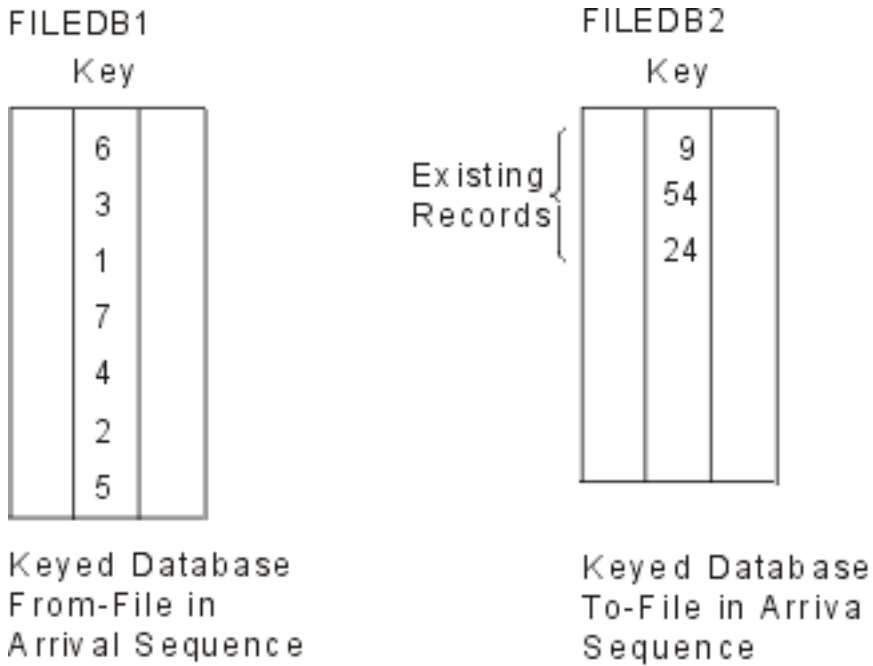 FILEDB1
Key
6
3
1
7
4
2
5
Keyed Database
From-File in
Arrival Sequence
FILEDB2
Key
Existing
Records
9
54
24
Keyed Database
To-File in Arriva
Sequence